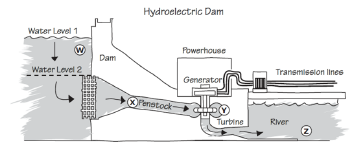 Hydroelectric Dam
Water Level 1
W
Water Level 2
Dam
Powerhouse
Generator
Transmission lines
X
Penstock
Y
Turbine
River
Z